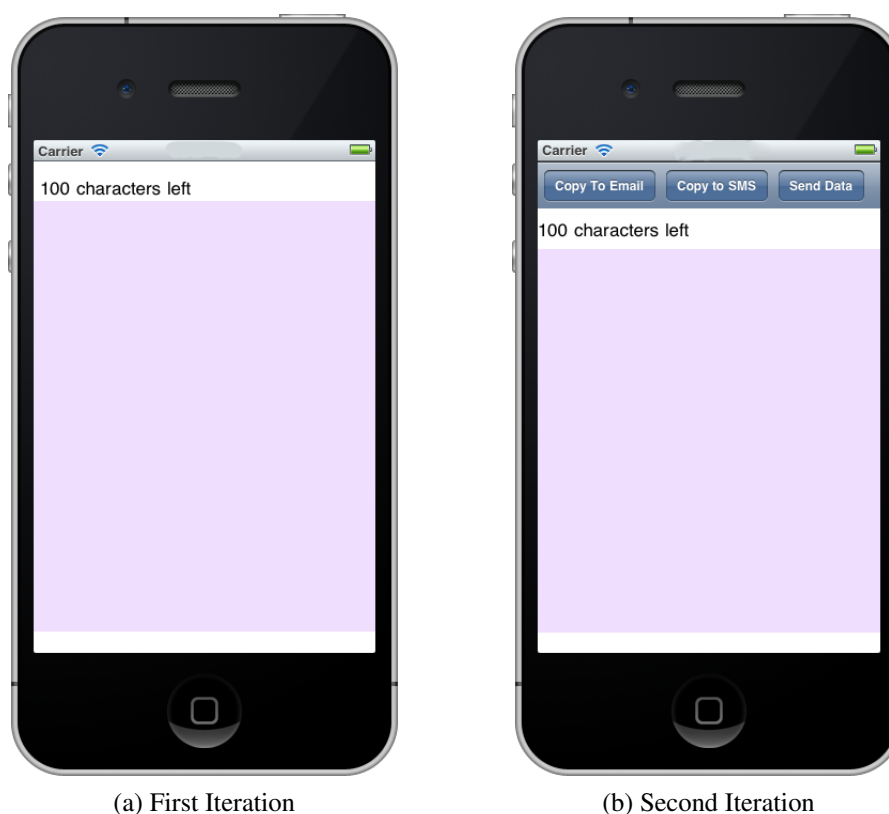 Carrier
100 characters left
(a) First Iteration
Carrier
Copy To Email Copy to SMS Send Data
100 characters left
(b) Second Iteration